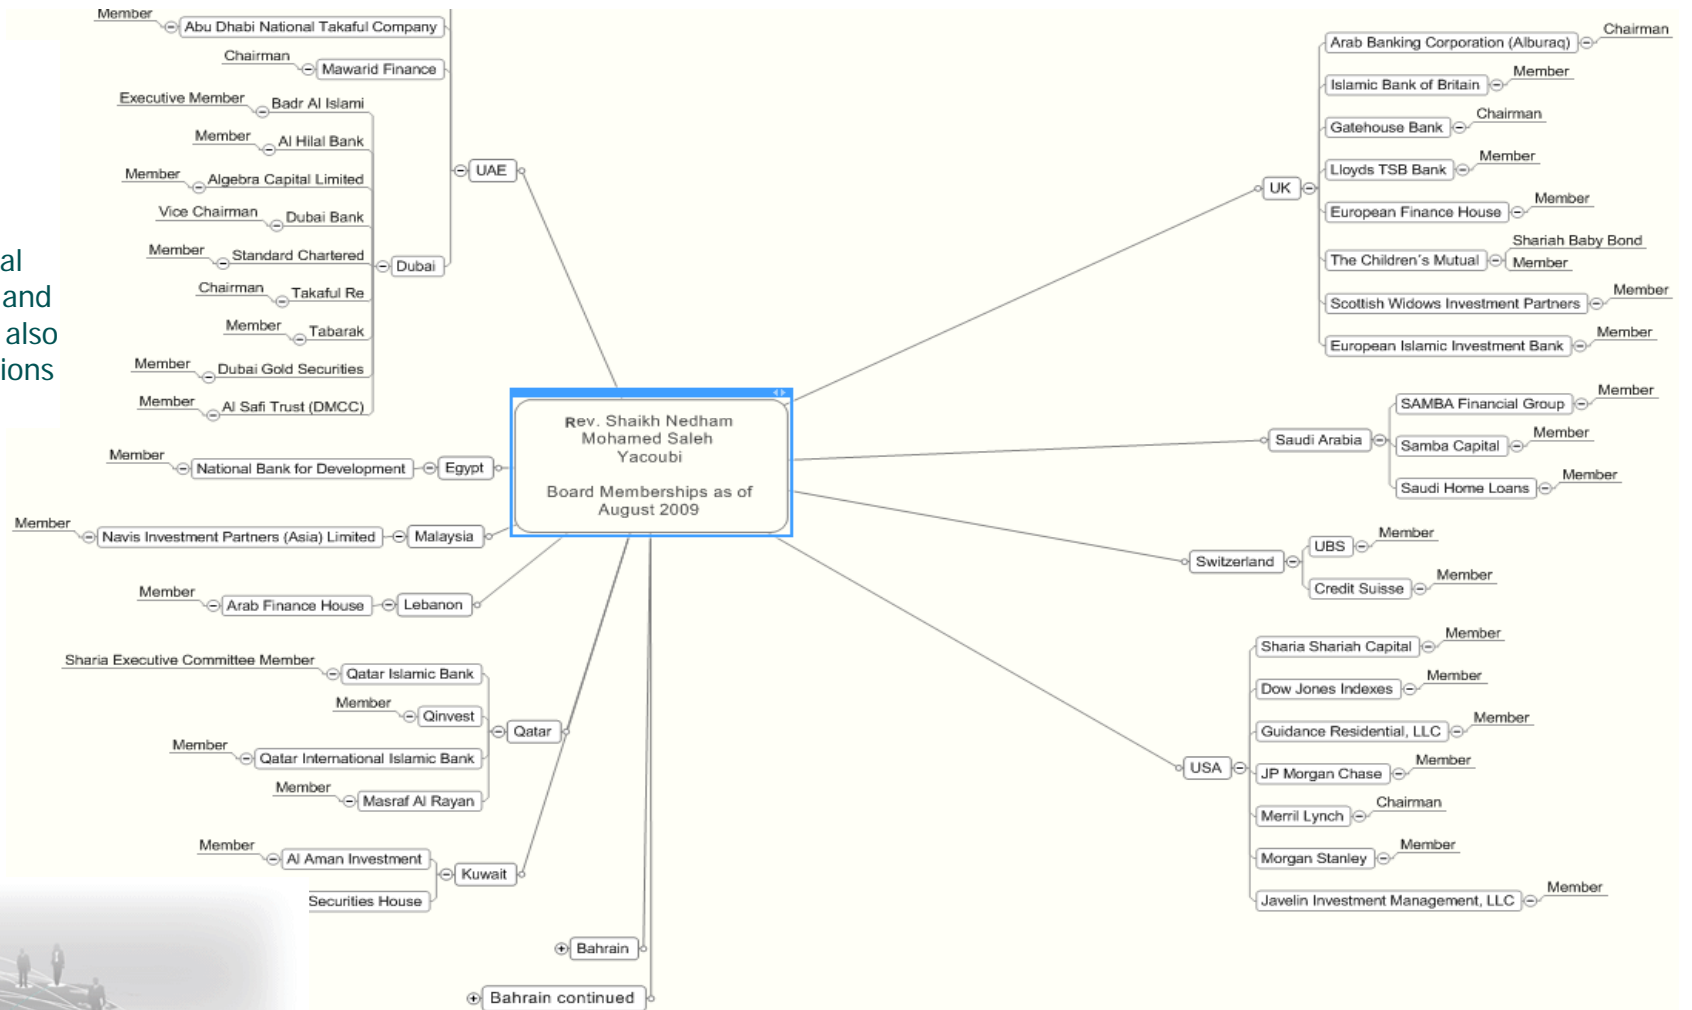 Member
Abu Dhabi National Takaful Company
Chairman
Mawarid Finance
Executive Member
Badr Al Islami
Member
Al Hilal Bank
Member
Algebra Capital Limited
Vice Chairman
Dubai Bank
Member
Standard Chartered
Chairman
Takaful Re
Member
Tabarak
Member
Dubai Gold Securities
Member
Al Safi Trust (DMCC)
Dubai
UAE
al
and
also
ions
Member
National Bank for Development
Egypt
Member
Navis Investment Partners (Asia) Limited
Malaysia
Member
Arab Finance House
Lebanon
Sharia Executive Committee Member
Qatar Islamic Bank
Member
Qinvest
Member
Qatar International Islamic Bank
Member
Masraf Al Rayan
Qatar
Member
Al Aman Investment
Securities House
Kuwait
Bahrain
Bahrain continued
Rev. Shaikh Nedham
Mohamed Saleh
Yacoubi
Board Memberships as of
August 2009
UK
Arab Banking Corporation (Alburaq)
Chairman
Islamic Bank of Britain
Member
Gatehouse Bank
Chairman
Lloyds TSB Bank
Member
European Finance House
Member
The Children´s Mutual
Shariah Baby Bond
Member
Scottish Widows Investment Partners
Member
European Islamic Investment Bank
Member
Saudi Arabia
SAMBA Financial Group
Member
Samba Capital
Member
Saudi Home Loans
Member
Switzerland
UBS
Member
Credit Suisse
Member
USA
Sharia Shariah Capital
Member
Dow Jones Indexes
Member
Guidance Residential, LLC
Member
JP Morgan Chase
Member
Merril Lynch
Chairman
Morgan Stanley
Member
Javelin Investment Management, LLC
Member